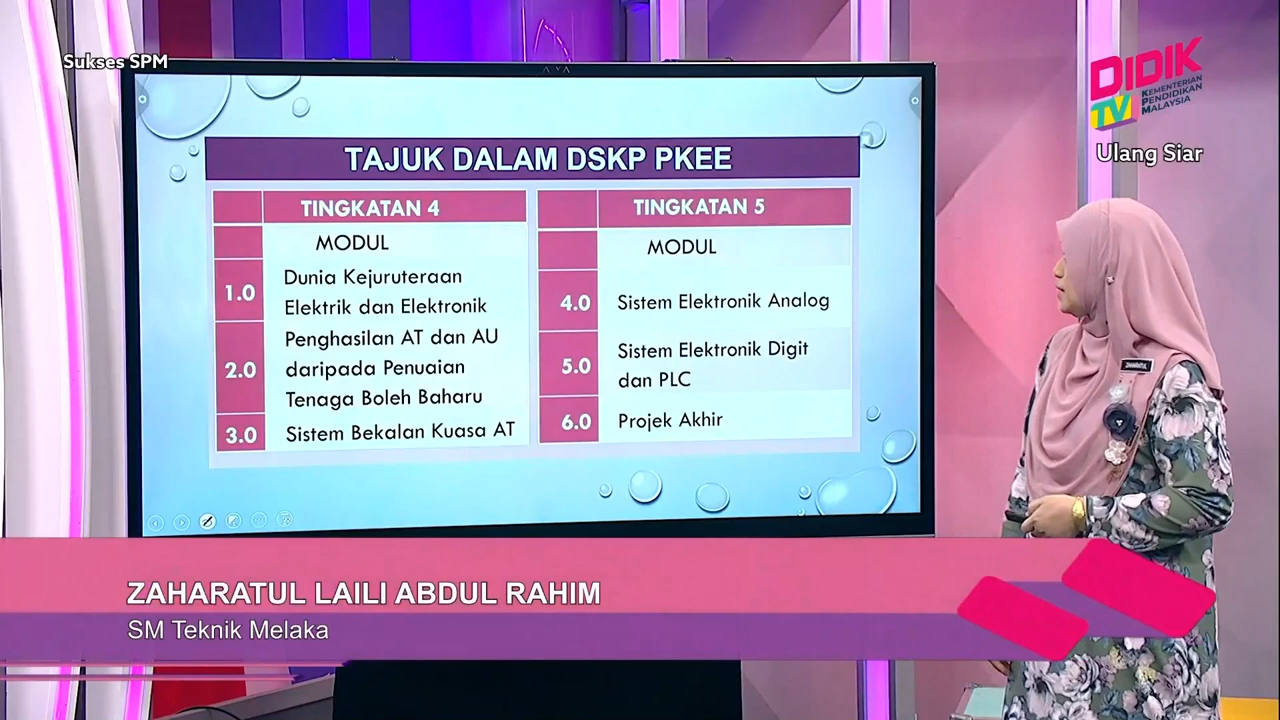 Sukses SPM
DIDIK
TV
KEMENTERIAN
PENDIDIKAN
MALAYSIA
Ulang Siar
TAJUK DALAM DSKP PKEE
TINGKATAN 4
MODUL
1.0 Dunia Kejuruteraan
Elektrik dan Elektronik
2.0 Penghasilan AT dan AU
daripada Penuaian
Tenaga Boleh Baharu
3.0 Sistem Bekalan Kuasa AT
TINGKATAN 5
MODUL
4.0 Sistem Elektronik Analog
5.0 Sistem Elektronik Digit
dan PLC
6.0 Projek Akhir
ZAHARATUL
ZAHARATUL LAILI ABDUL RAHIM
SM Teknik Melaka